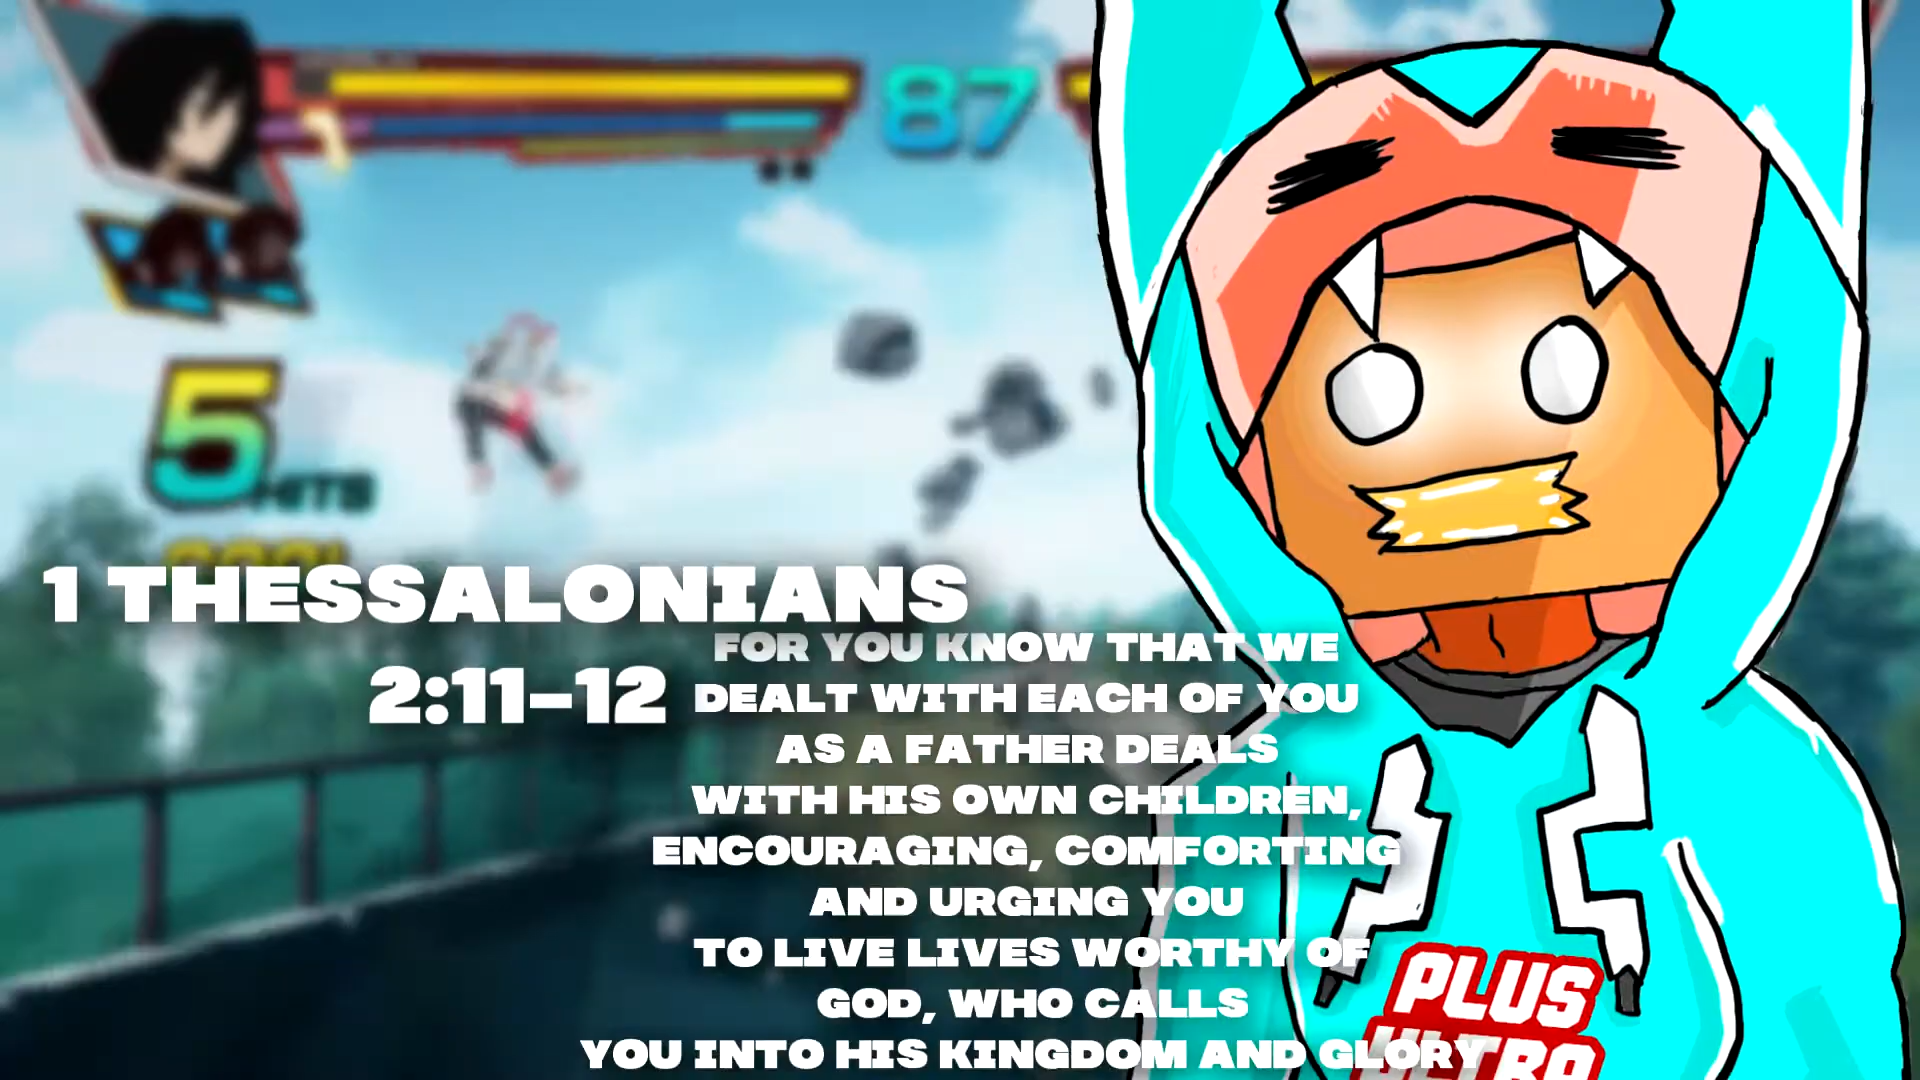 87
5
HITS
1 THESSALONIANS
2:11-12
FOR YOU KNOW THAT WE
DEALT WITH EACH OF YOU
AS A FATHER DEALS
WITH HIS OWN CHILDREN,
ENCOURAGING, COMFORTING
AND URGING YOU
TO LIVE LIVES WORTHY OF
GOD, WHO CALLS
YOU INTO HIS KINGDOM AND GLORY
PLUS
ULTRA